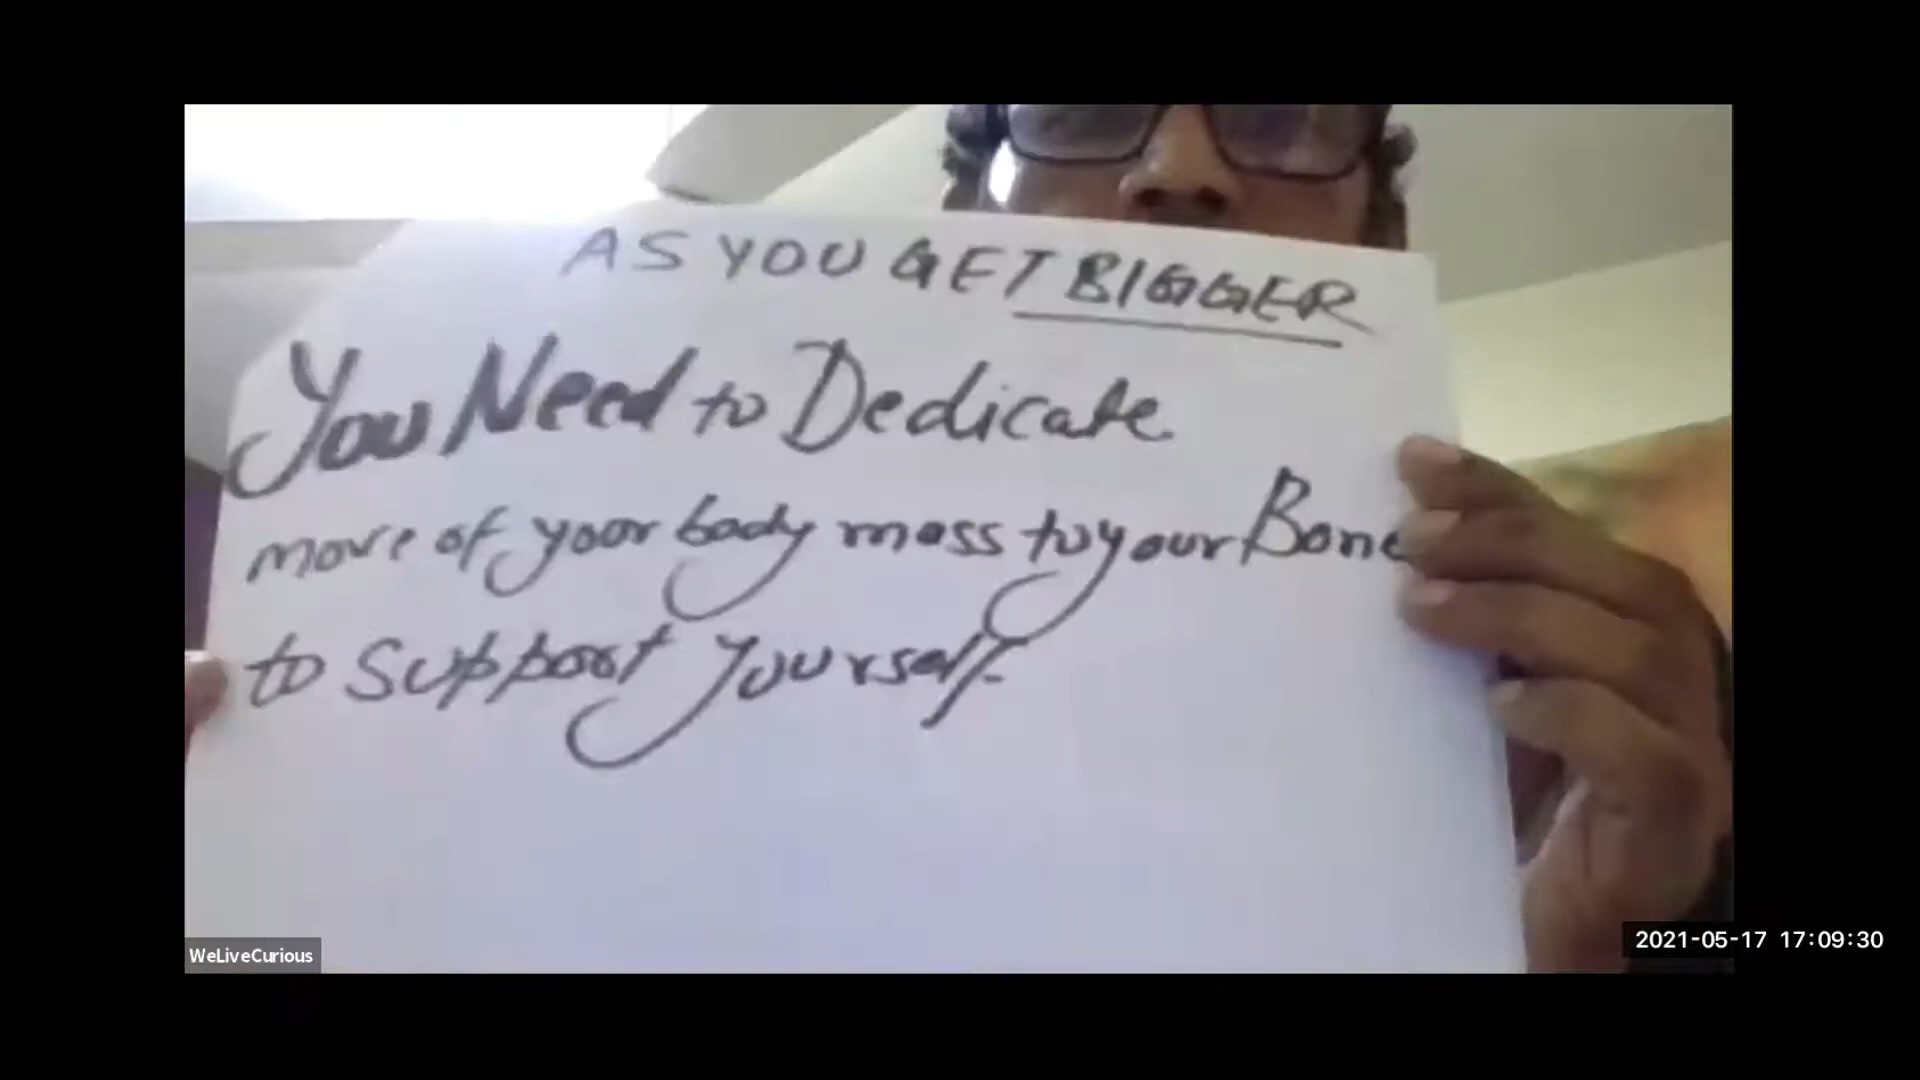 AS YOU GET BIGGER
You Need to Dedicate
more of your body mass to your Bone
to support yourself
WeLiveCurious
2021-05-17 17:09:30